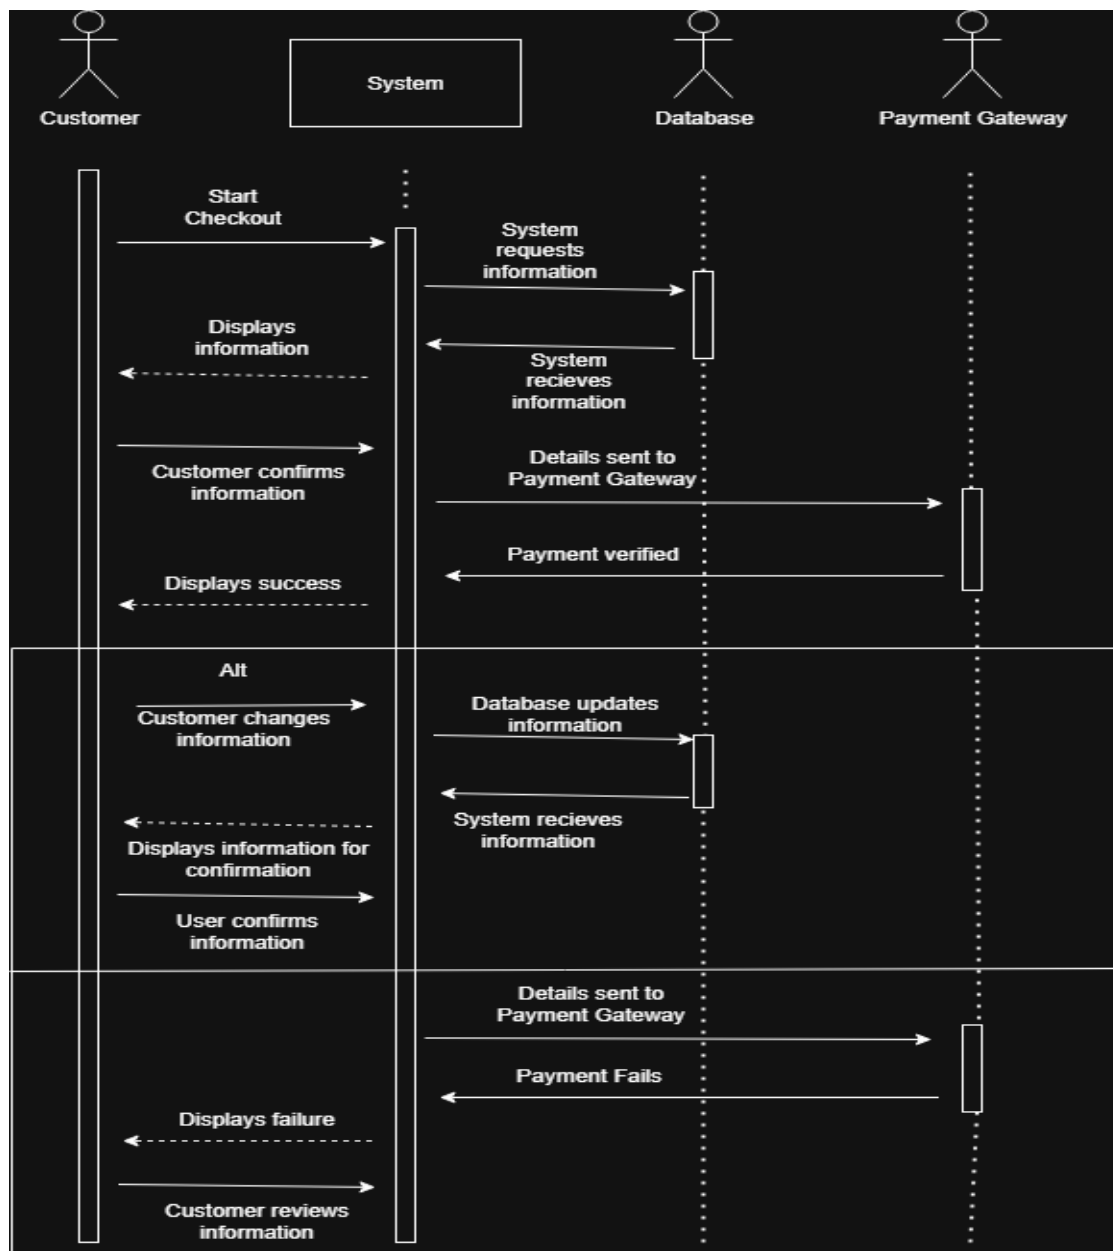 Customer
System
Database
Payment Gateway
Start
Checkout
System
requests
information
Displays
information
System
recieves
information
Customer confirms
information
Details sent to
Payment Gateway
Payment verified
Displays success
Alt
Customer changes
information
Database updates
information
System recieves
information
Displays information for
confirmation
User confirms
information
Details sent to
Payment Gateway
Payment Fails
Displays failure
Customer reviews
information